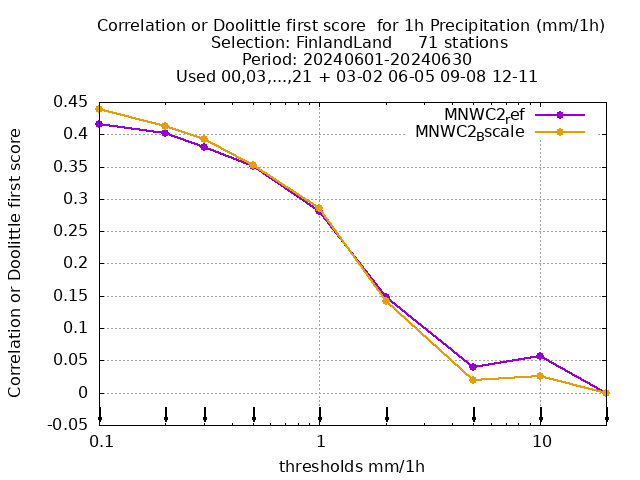 Correlation or Doolittle first score  for 1h Precipitation (mm/1h)
Selection: FinlandLand     71 stations
Period: 20240601-20240630
Used 00,03,...,21 + 03-02 06-05 09-08 12-11
MNWC2ref
MNWC2Bscale
Correlation or Doolittle first score
0.45
0.4
0.35
0.3
0.25
0.2
0.15
0.1
0.05
0
-0.05
0.1 1 10
thresholds mm/1h